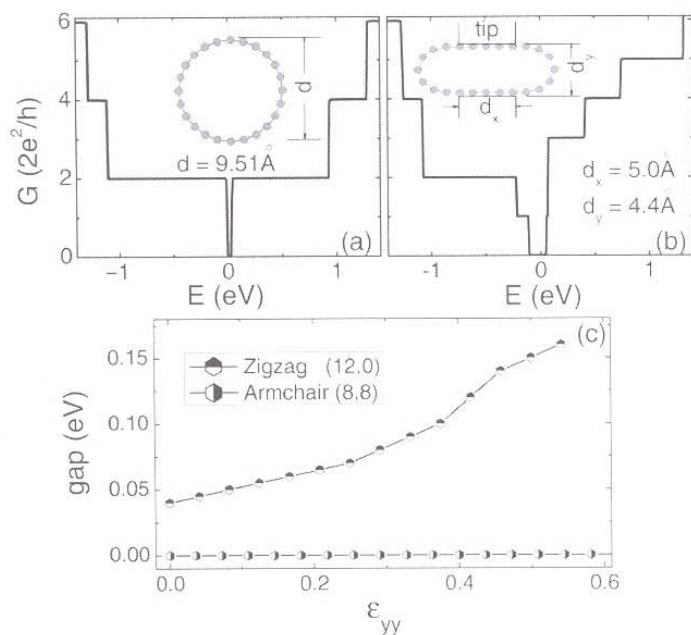 6
4
2
0
G (2e²/h)
d
d = 9.51Å
(a)
-1
0
1
E (eV)
tip
d_y
d_x
d_x = 5.0Å
d_y = 4.4Å
(b)
-1
0
1
E (eV)
(c)
Zigzag (12.0)
Armchair (8.8)
0.15
0.10
0.05
0.00
gap (eV)
0.0
0.2
0.4
0.6
ε_yy